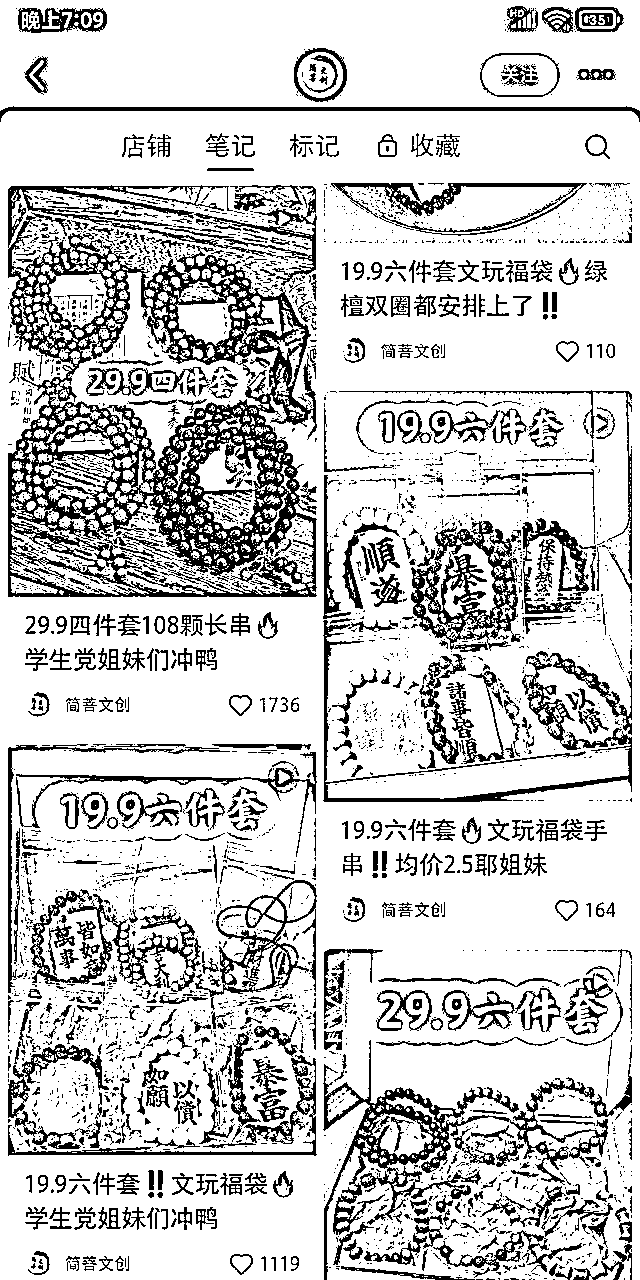 晚上7:09
HD
35
关注
店铺 笔记 标记 收藏
29.9四件套
29.9四件套108颗长串🔥
学生党姐妹们冲鸭
简菩文创
1736
19.9六件套文玩福袋🔥绿
檀双圈都安排上了‼️
简菩文创
110
19.9六件套
順遂
暴富
保持熱愛
諸事皆順
如願以償
19.9六件套🔥文玩福袋手
串‼️均价2.5耶姐妹
简菩文创
164
19.9六件套
萬事皆如
大利
如願以償
暴富
19.9六件套‼️文玩福袋🔥
学生党姐妹们冲鸭
简菩文创
1119
29.9六件套